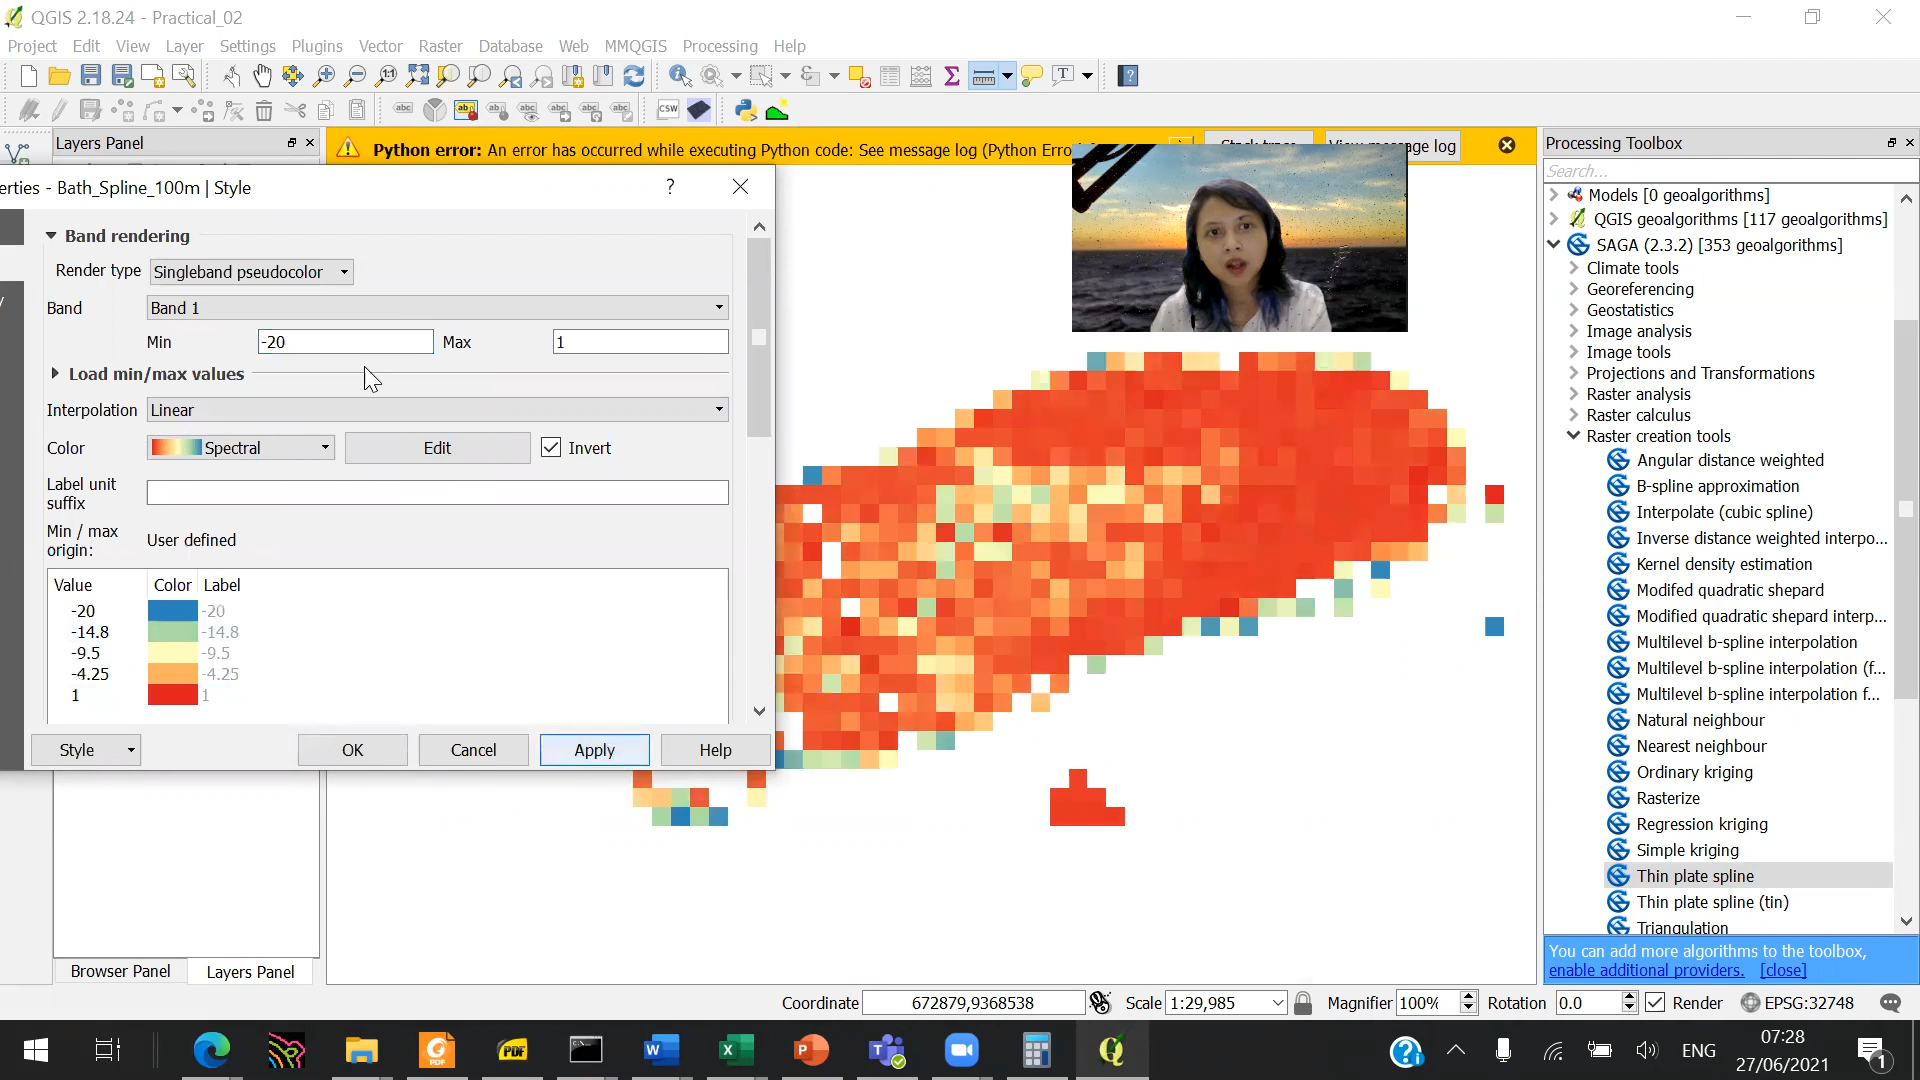 QGIS 2.18.24 - Practical_02
Project Edit View Layer Settings Plugins Vector Raster Database Web MMQGIS Processing Help
Layers Panel
Python error: An error has occurred while executing Python code: See message log (Python Erro
Processing Toolbox
Search...
erties - Bath_Spline_100m | Style
Band rendering
Render type Singleband pseudocolor
Band Band 1
Min -20 Max 1
Load min/max values
Interpolation Linear
Color Spectral Edit Invert
Label unit
suffix
Min / max
origin: User defined
Value Color Label
-20 -20
-14.8 -14.8
-9.5 -9.5
-4.25 -4.25
1 1
Style OK Cancel Apply Help
Models [0 geoalgorithms]
QGIS geoalgorithms [117 geoalgorithms]
SAGA (2.3.2) [353 geoalgorithms]
Climate tools
Georeferencing
Geostatistics
Image analysis
Image tools
Projections and Transformations
Raster analysis
Raster calculus
Raster creation tools
Angular distance weighted
B-spline approximation
Interpolate (cubic spline)
Inverse distance weighted interpo...
Kernel density estimation
Modifed quadratic shepard
Modified quadratic shepard interp...
Multilevel b-spline interpolation
Multilevel b-spline interpolation (f...
Multilevel b-spline interpolation f...
Natural neighbour
Nearest neighbour
Ordinary kriging
Rasterize
Regression kriging
Simple kriging
Thin plate spline
Thin plate spline (tin)
Triangulation
You can add more algorithms to the toolbox,
enable additional providers. [close]
Browser Panel Layers Panel
Coordinate 672879,9368538 Scale 1:29,985 Magnifier 100% Rotation 0.0 Render EPSG:32748
ENG
07:28
27/06/2021